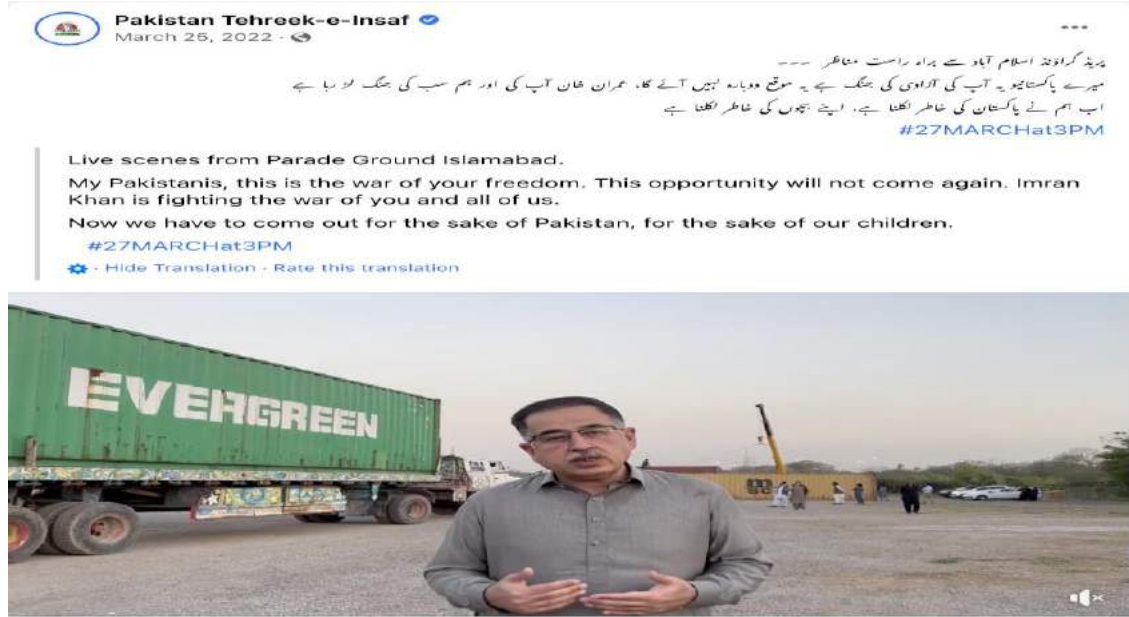 Pakistan Tehreek-e-Insaf
March 25, 2022 ·
پریڈ گراؤنڈ اسلام آباد سے براہ راست مناظر ۔۔۔۔
میرے پاکستانیو یہ آپ کی آزادی کی جنگ ہے یہ موقع دوبارہ نہیں آئے گا، عمران خان آپ کی اور ہم سب کی جنگ لڑ رہا ہے
اب ہم نے پاکستان کی خاطر نکلنا ہے، اپنے بچوں کی خاطر نکلنا ہے
#27MARCHat3PM
Live scenes from Parade Ground Islamabad.
My Pakistanis, this is the war of your freedom. This opportunity will not come again. Imran
Khan is fighting the war of you and all of us.
Now we have to come out for the sake of Pakistan, for the sake of our children.
#27MARCHat3PM
· Hide Translation · Rate this translation
EVERGREEN